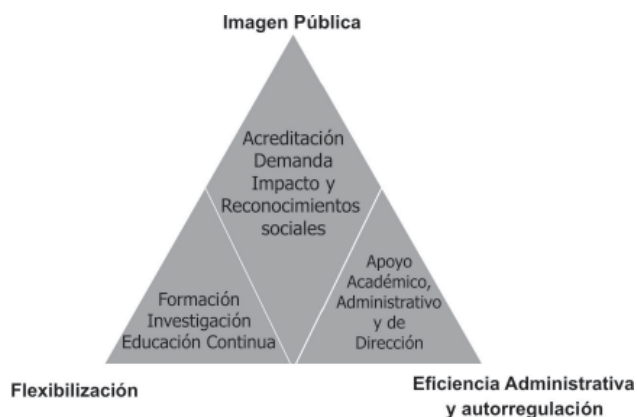 Imagen Pública
Acreditación
Demanda
Impacto y
Reconocimientos
sociales
Formación
Investigación
Educación Continua
Apoyo
Académico,
Administrativo
y de
Dirección
Flexibilización
Eficiencia Administrativa
y autorregulación